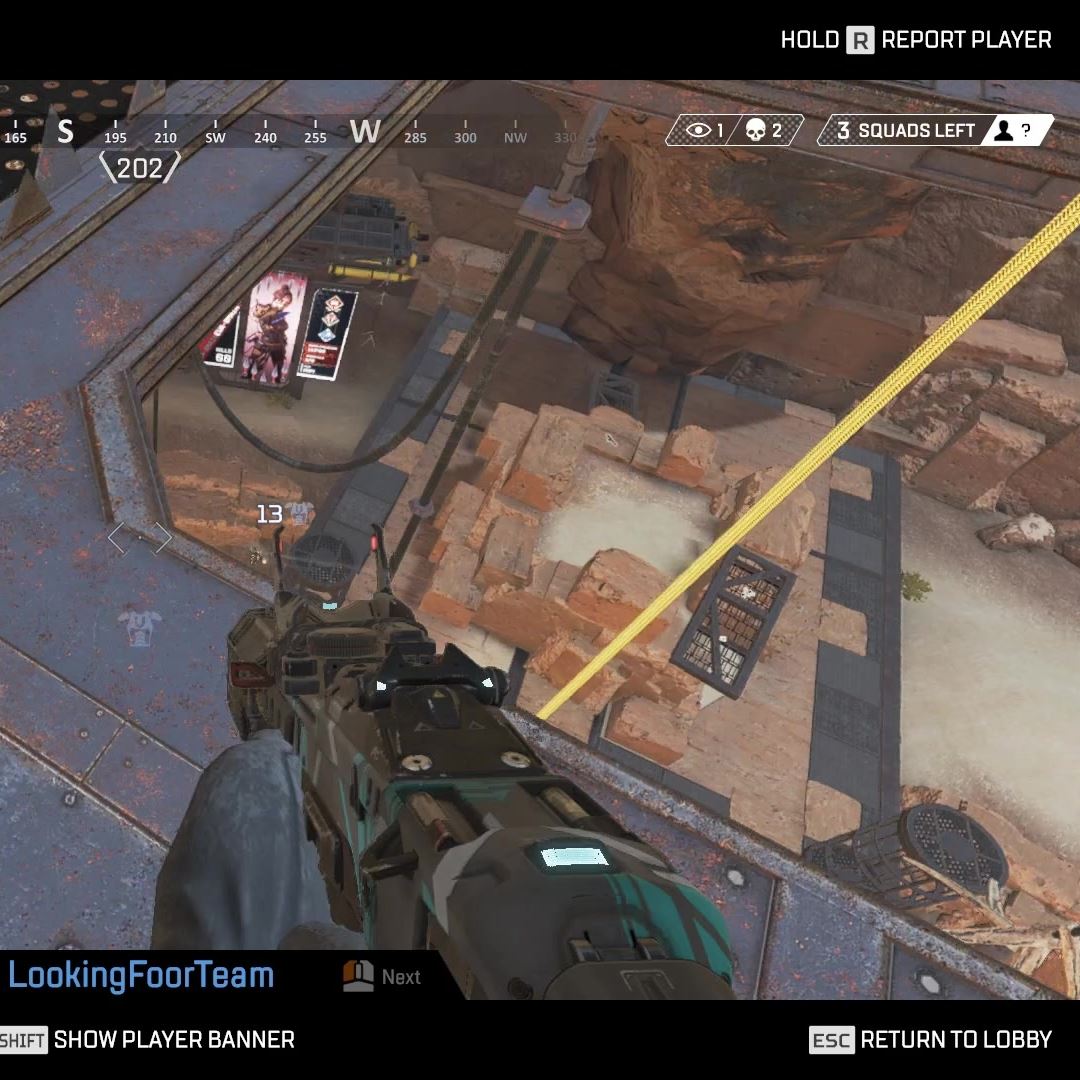 HOLD R REPORT PLAYER
165 S 195 210 SW 240 255 W 285 300 NW 330
202
1 2
3 SQUADS LEFT ?
13
LookingFoorTeam
Next
SHIFT SHOW PLAYER BANNER
ESC RETURN TO LOBBY